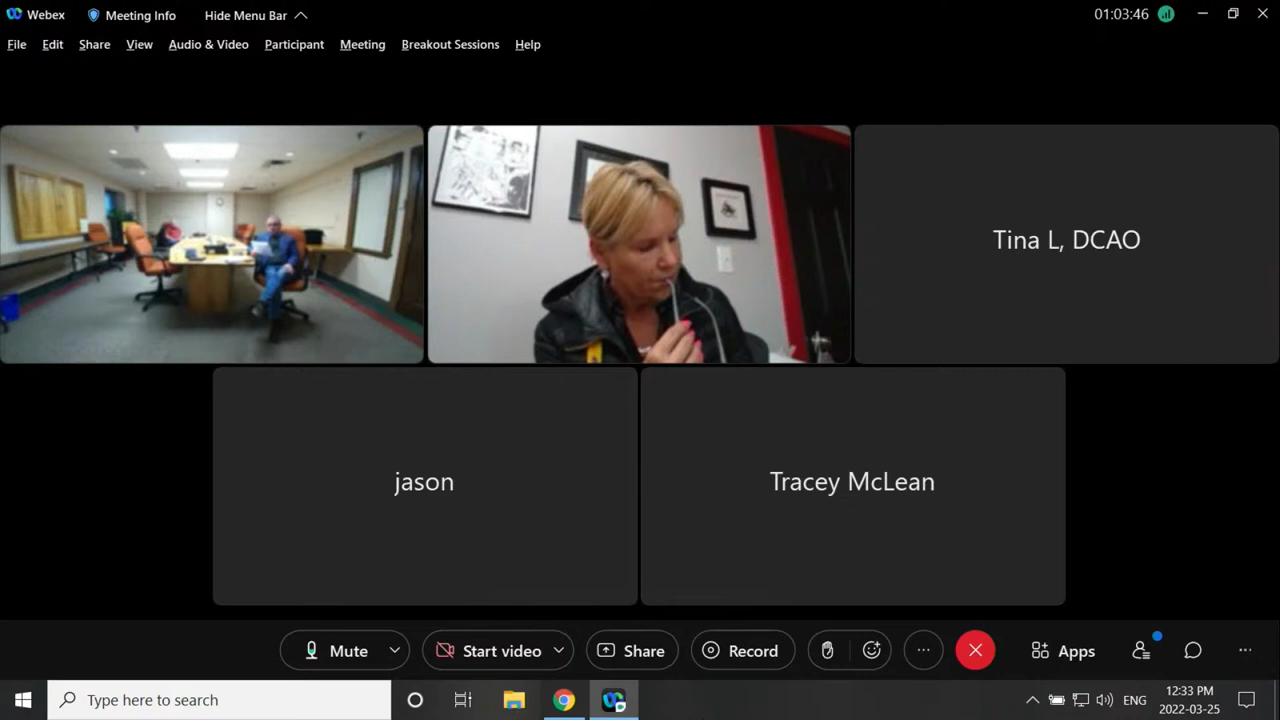 Webex Meeting Info Hide Menu Bar 01:03:46
File Edit Share View Audio & Video Participant Meeting Breakout Sessions Help
Tina L, DCAO
jason
Tracey McLean
Mute Start video Share Record Apps
Type here to search
ENG
12:33 PM
2022-03-25